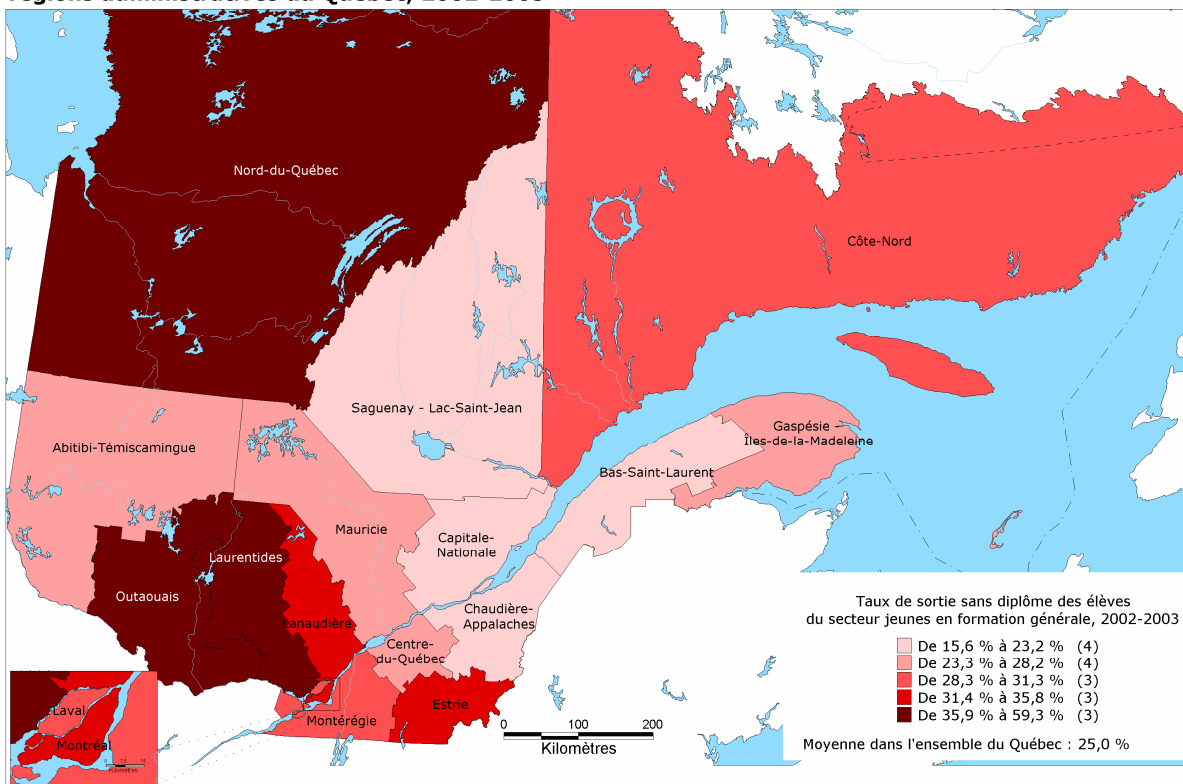 Nord-du-Québec
Côte-Nord
Saguenay - Lac-Saint-Jean
Abitibi-Témiscamingue
Gaspésie -
Îles-de-la-Madeleine
Bas-Saint-Laurent
Mauricie
Capitale-
Nationale
Laurentides
Outaouais
Lanaudière
Chaudière-
Appalaches
Centre-
du-Québec
Estrie
Montérégie
Laval
Montréal
Kilomètres
0 100 200
Kilomètres
Taux de sortie sans diplôme des élèves
du secteur jeunes en formation générale, 2002-2003
De 15,6 % à 23,2 % (4)
De 23,3 % à 28,2 % (4)
De 28,3 % à 31,3 % (3)
De 31,4 % à 35,8 % (3)
De 35,9 % à 59,3 % (3)
Moyenne dans l'ensemble du Québec : 25,0 %